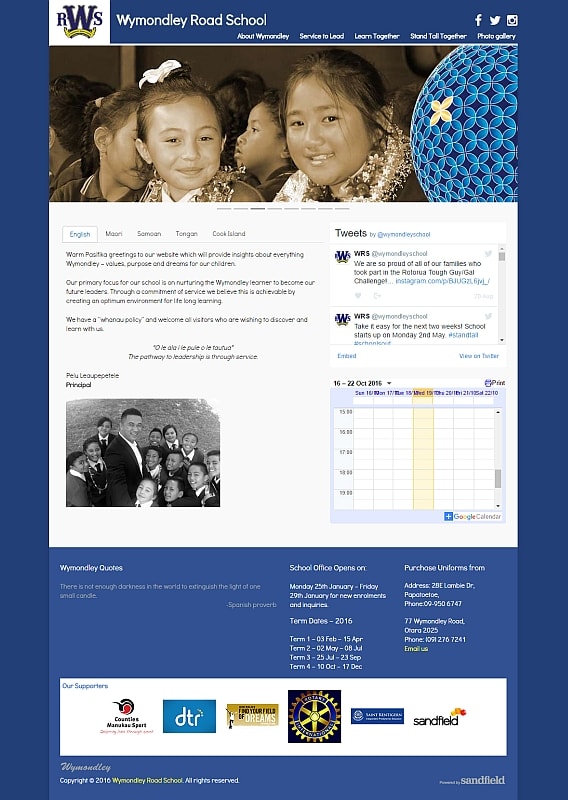 WRS
Wymondley Road School
About Wymondley Service to Lead Learn Together Stand Tall Together Photo gallery
English Maori Samoan Tongan Cook Island
Warm Pasifika greetings to our website which will provide insights about everything
Wymondley – values, purpose and dreams for our children.
Our primary focus for our school is on nurturing the Wymondley learner to become our
future leaders. Through a commitment of service we believe this is achievable by
creating an optimum environment for life long learning.
We have a "whanau policy" and welcome all visitors who are wishing to discover and
learn with us.
"O le ala i le pule o le tautua"
The pathway to leadership is through service.
Pelu Leaupepetele
Principal
Tweets by @wymondleyschool
WRS @wymondleyschool
We are so proud of all of our families who
took part in the Rotorua Tough Guy/Gal
Challenge!... instagram.com/p/BJUGzL6jvj_/
29 Aug
WRS @wymondleyschool
Take it easy for the next two weeks! School
starts up on Monday 2nd May. #standtall
#schoolsout
Embed View on Twitter
16 – 22 Oct 2016 Print
Sun 16/10 Mon 17/10 Tue 18/10 Wed 19/10 Thu 20/10 Fri 21/10 Sat 22/10
15:00
16:00
17:00
18:00
19:00
+ Google Calendar
Wymondley Quotes
There is not enough darkness in the world to extinguish the light of one
small candle.
-Spanish proverb
School Office Opens on:
Monday 25th January – Friday
29th January for new enrolments
and inquiries.
Term Dates – 2016
Term 1 – 03 Feb – 15 Apr
Term 2 – 02 May – 08 Jul
Term 3 – 25 Jul – 23 Sep
Term 4 – 10 Oct – 17 Dec
Purchase Uniforms from
Address: 2BE Lambie Dr,
Papatoetoe,
Phone:09-950 6747
77 Wymondley Road,
Otara 2025
Phone: (09) 276 7241
Email us
Our Supporters
Counties
Manukau Sport
Inspiring lives through sport
dtr
FIND YOUR FIELD
OF DREAMS
ROTARY
INTERNATIONAL
SAINT KENTIGERN
sandfield
Wymondley
Copyright © 2016 Wymondley Road School. All rights reserved.
Powered by sandfield